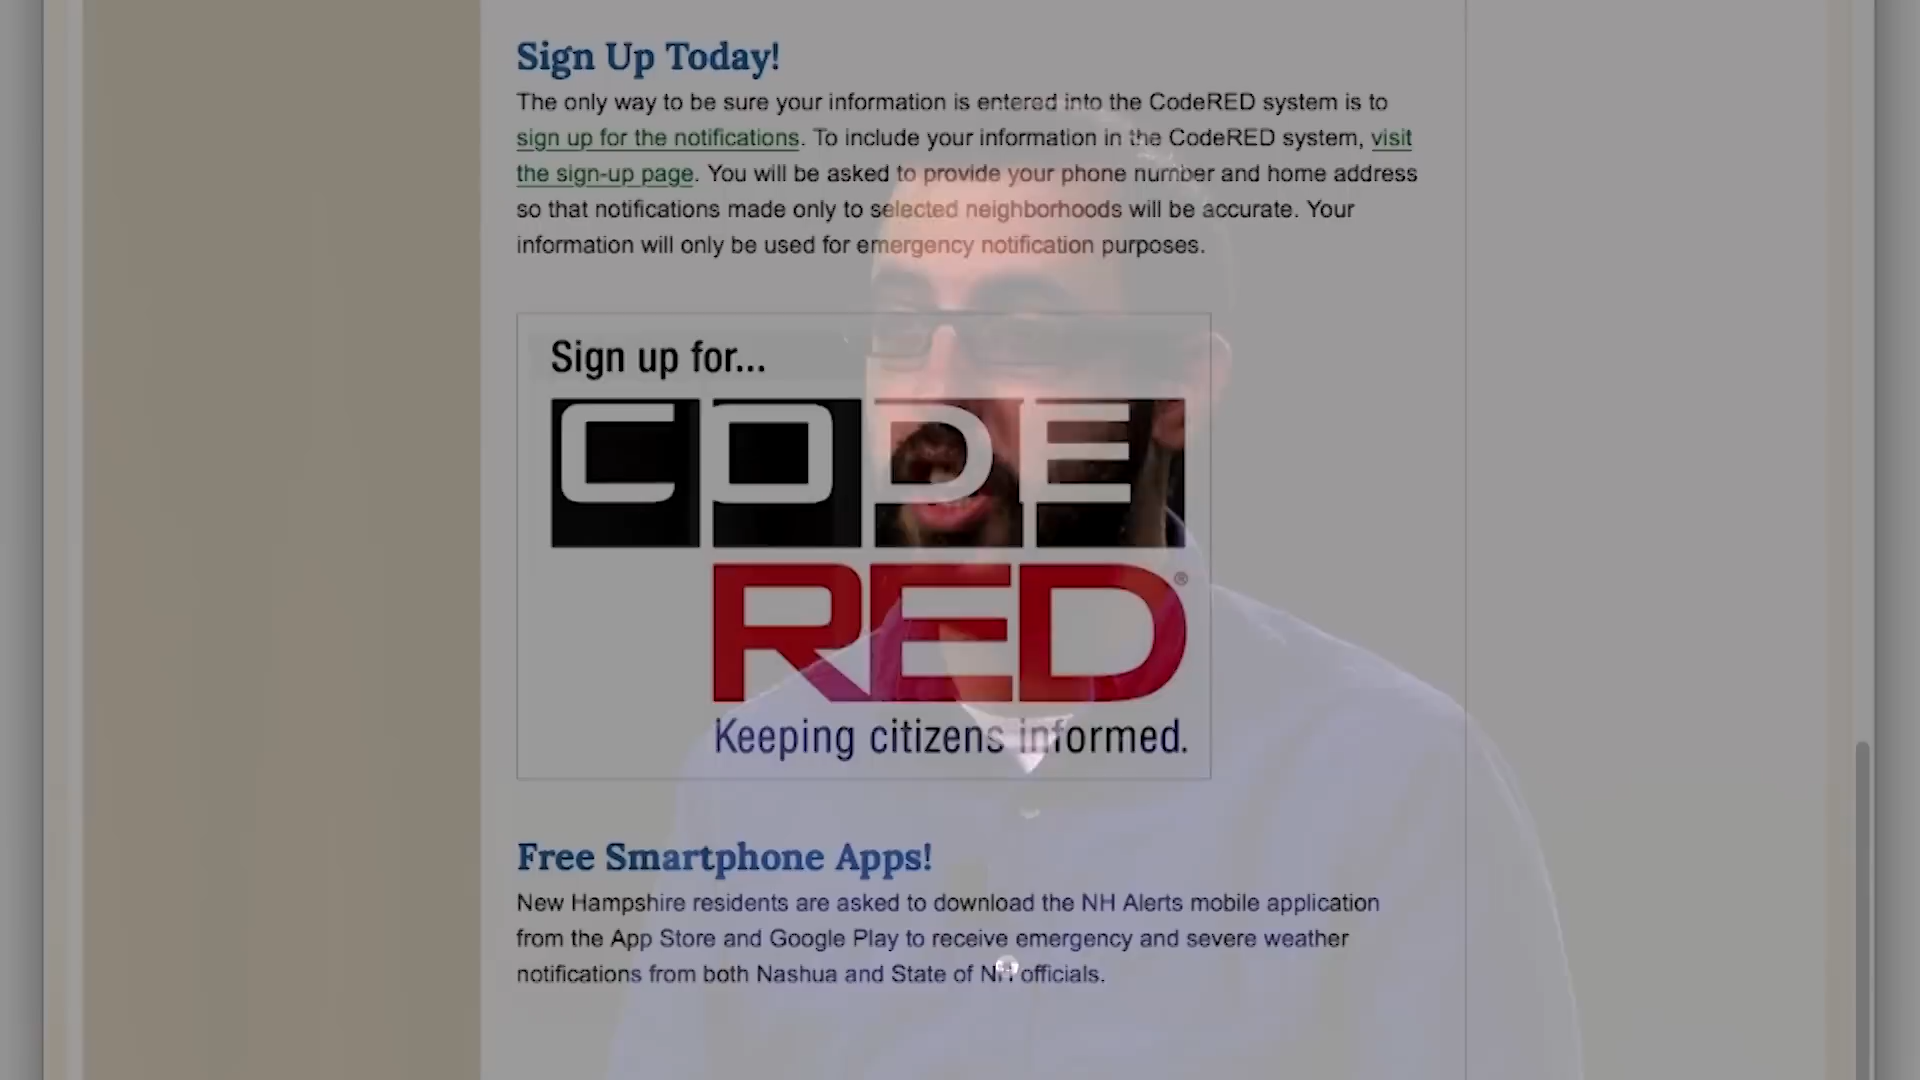 Sign Up Today!
The only way to be sure your information is entered into the CodeRED system is to
sign up for the notifications. To include your information in the CodeRED system, visit
the sign-up page. You will be asked to provide your phone number and home address
so that notifications made only to selected neighborhoods will be accurate. Your
information will only be used for emergency notification purposes.
Sign up for...
CODE
RED®
Keeping citizens informed.
Free Smartphone Apps!
New Hampshire residents are asked to download the NH Alerts mobile application
from the App Store and Google Play to receive emergency and severe weather
notifications from both Nashua and State of NH officials.